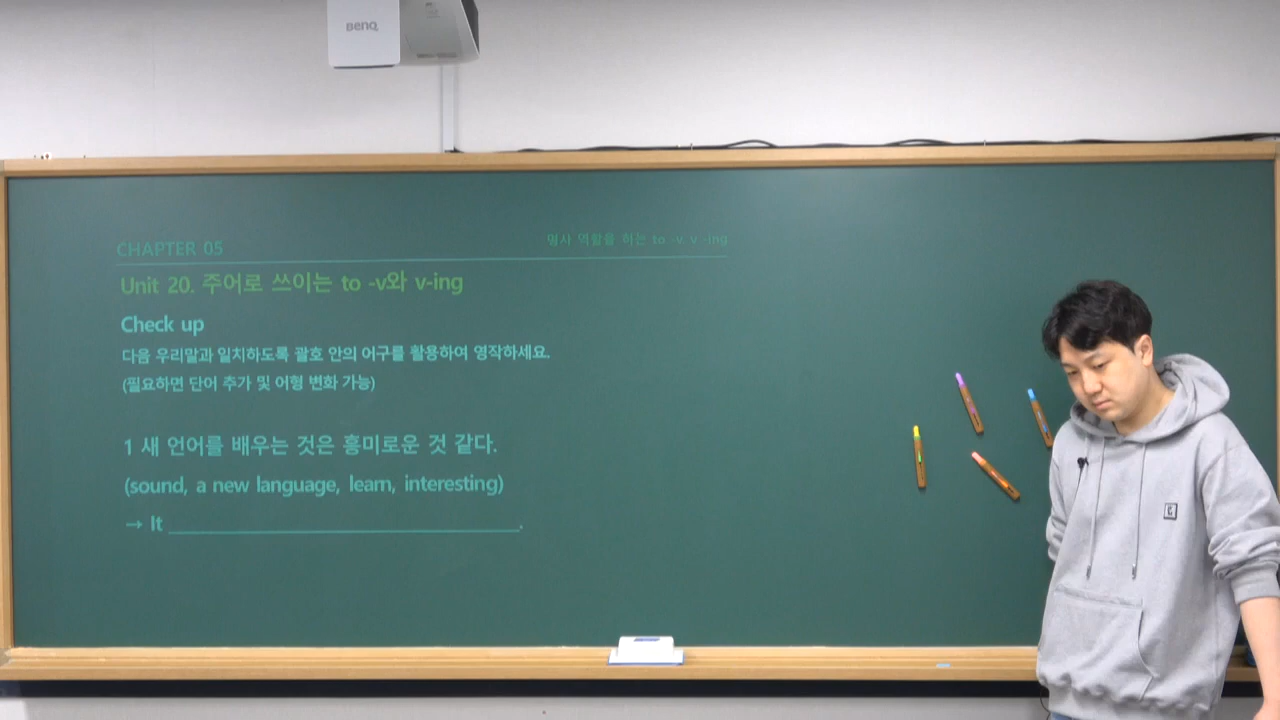 BenQ
CHAPTER 05
명사 역할을 하는 to -v, v -ing
Unit 20. 주어로 쓰이는 to -v와 v-ing
Check up
다음 우리말과 일치하도록 괄호 안의 어구를 활용하여 영작하세요.
(필요하면 단어 추가 및 어형 변화 가능)
1 새 언어를 배우는 것은 흥미로운 것 같다.
(sound, a new language, learn, interesting)
→ It ______________________________.